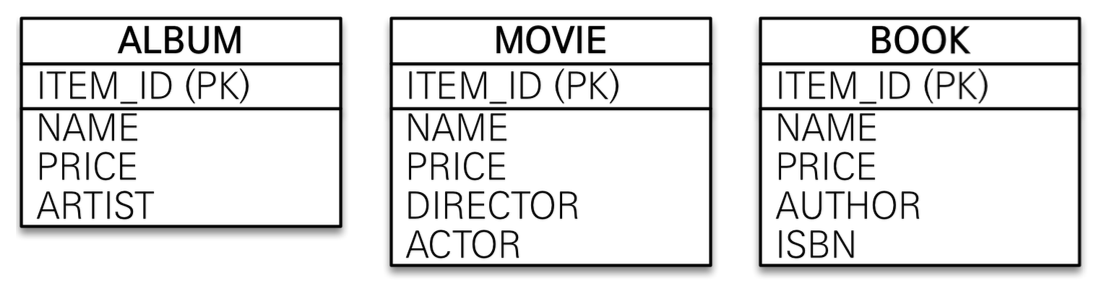 ALBUM
ITEM_ID (PK)
NAME
PRICE
ARTIST
MOVIE
ITEM_ID (PK)
NAME
PRICE
DIRECTOR
ACTOR
BOOK
ITEM_ID (PK)
NAME
PRICE
AUTHOR
ISBN